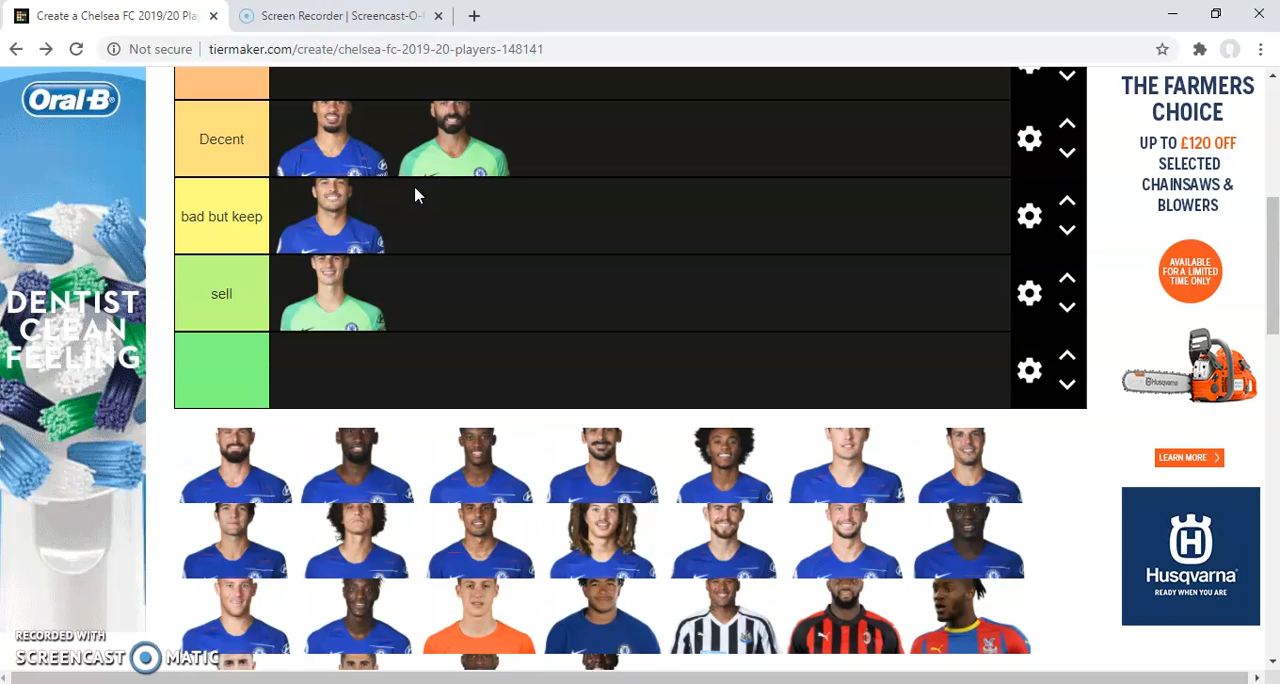 Create a Chelsea FC 2019/20 Pla
Screen Recorder | Screencast-O-
Not secure
tiermaker.com/create/chelsea-fc-2019-20-players-148141
Oral-B
DENTIST
CLEAN
FEELING
Decent
bad but keep
sell
THE FARMERS
CHOICE
UP TO £120 OFF
SELECTED
CHAINSAWS &
BLOWERS
AVAILABLE
FOR A LIMITED
TIME ONLY
Husqvarna
LEARN MORE
H
Husqvarna
READY WHEN YOU ARE
RECORDED WITH
SCREENCAST MATIC